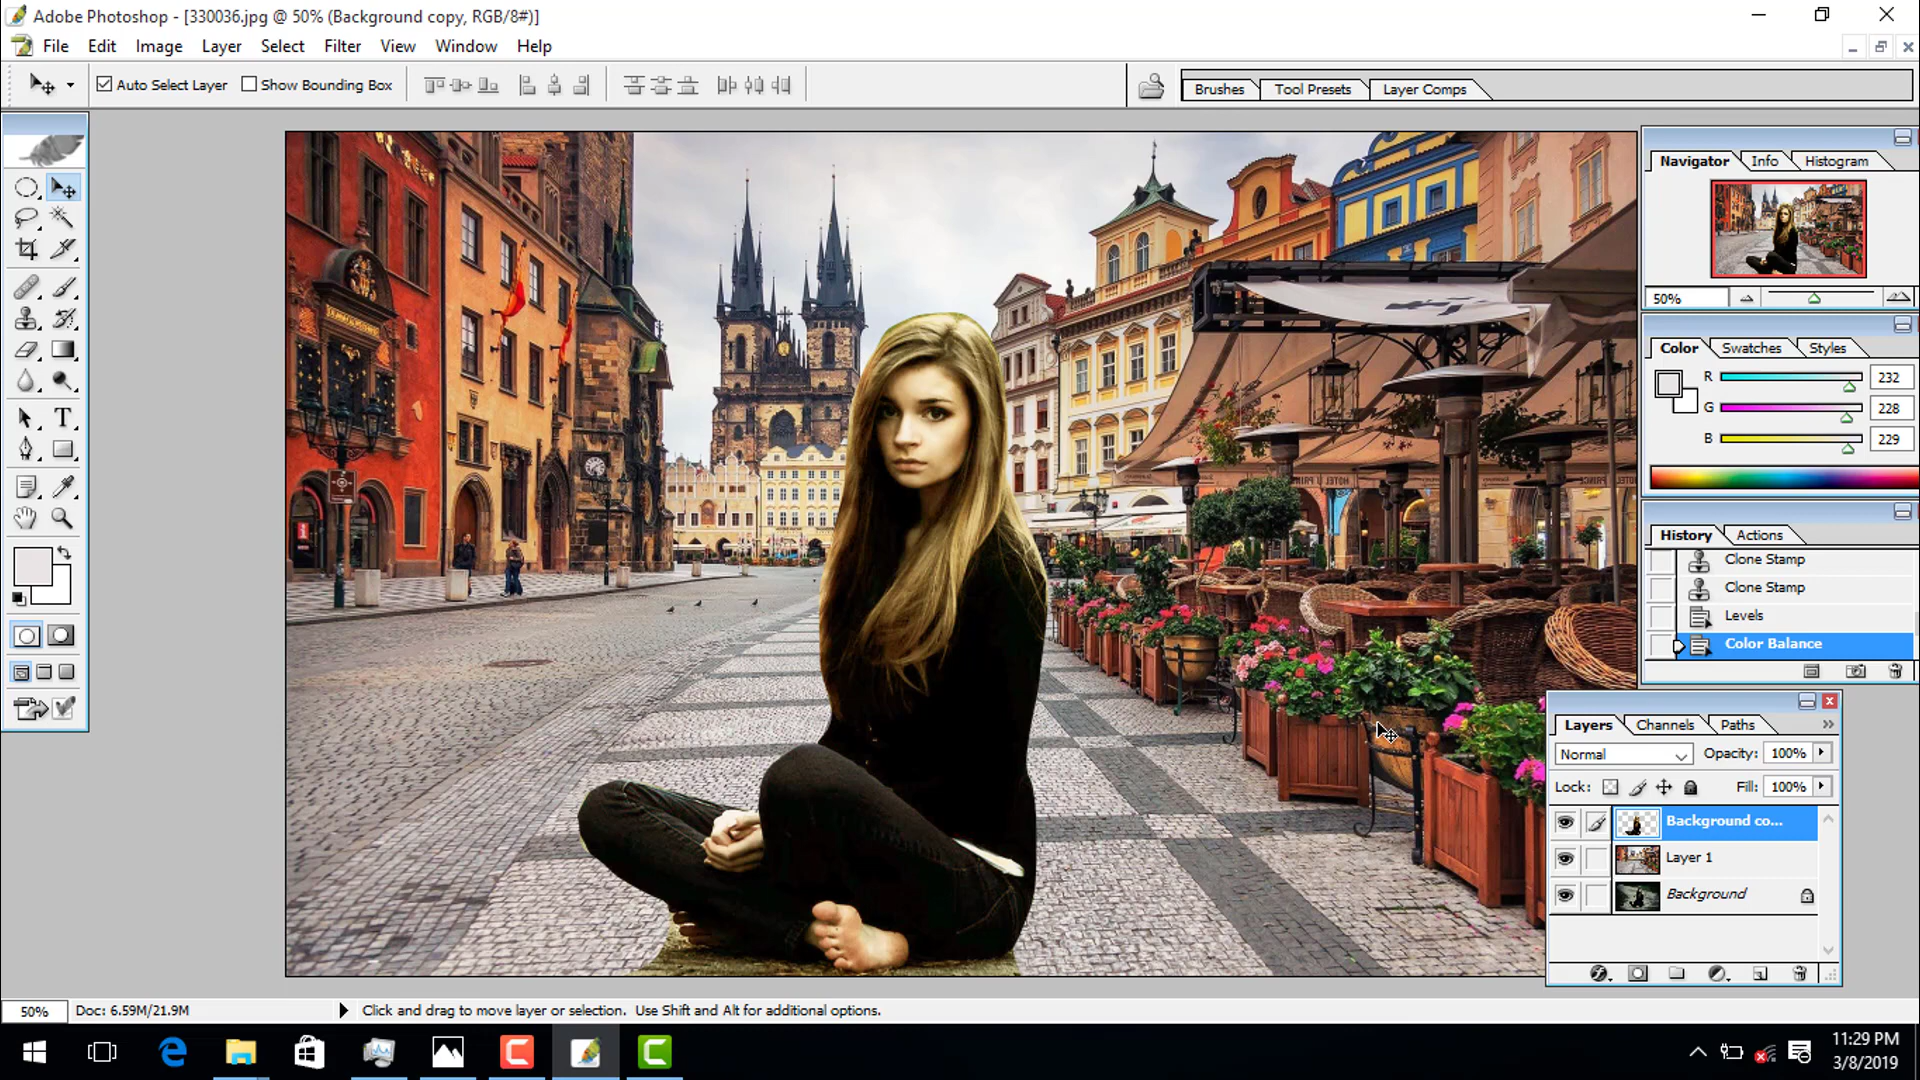 Adobe Photoshop - [330036.jpg @ 50% (Background copy, RGB/8#)]
File Edit Image Layer Select Filter View Window Help
Auto Select Layer Show Bounding Box
Brushes Tool Presets Layer Comps
Navigator Info Histogram
50%
Color Swatches Styles
R 232
G 228
B 229
History Actions
Clone Stamp
Clone Stamp
Levels
Color Balance
Layers Channels Paths
Normal Opacity: 100%
Lock: Fill: 100%
Background co...
Layer 1
Background
50% Doc: 6.59M/21.9M Click and drag to move layer or selection. Use Shift and Alt for additional options.
11:29 PM
3/8/2019